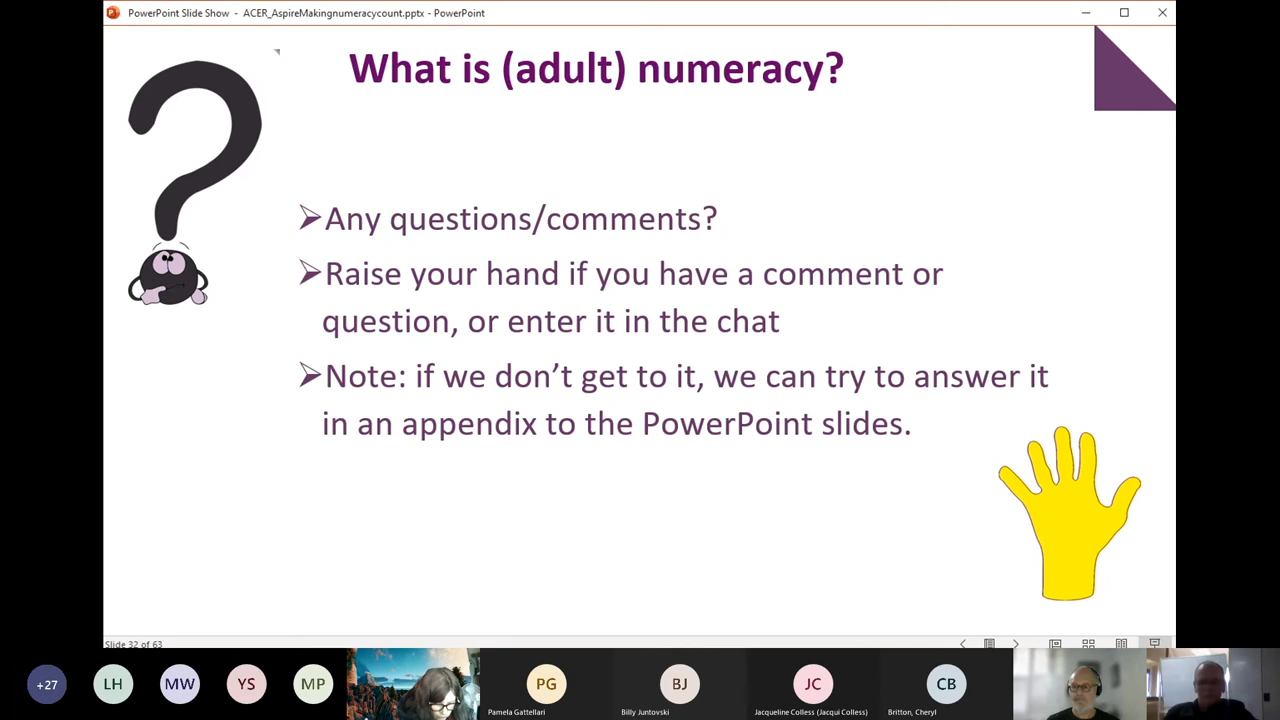 PowerPoint Slide Show - ACER_AspireMakingnumeracycount.pptx - PowerPoint
What is (adult) numeracy?
Any questions/comments?
Raise your hand if you have a comment or
question, or enter it in the chat
Note: if we don’t get to it, we can try to answer it
in an appendix to the PowerPoint slides.
Slide 32 of 63
+27
LH
MW
YS
MP
PG
BJ
JC
CB
Pamela Gattellari
Billy Juntovski
Jacqueline Colless (Jacqui Colless)
Britton, Cheryl